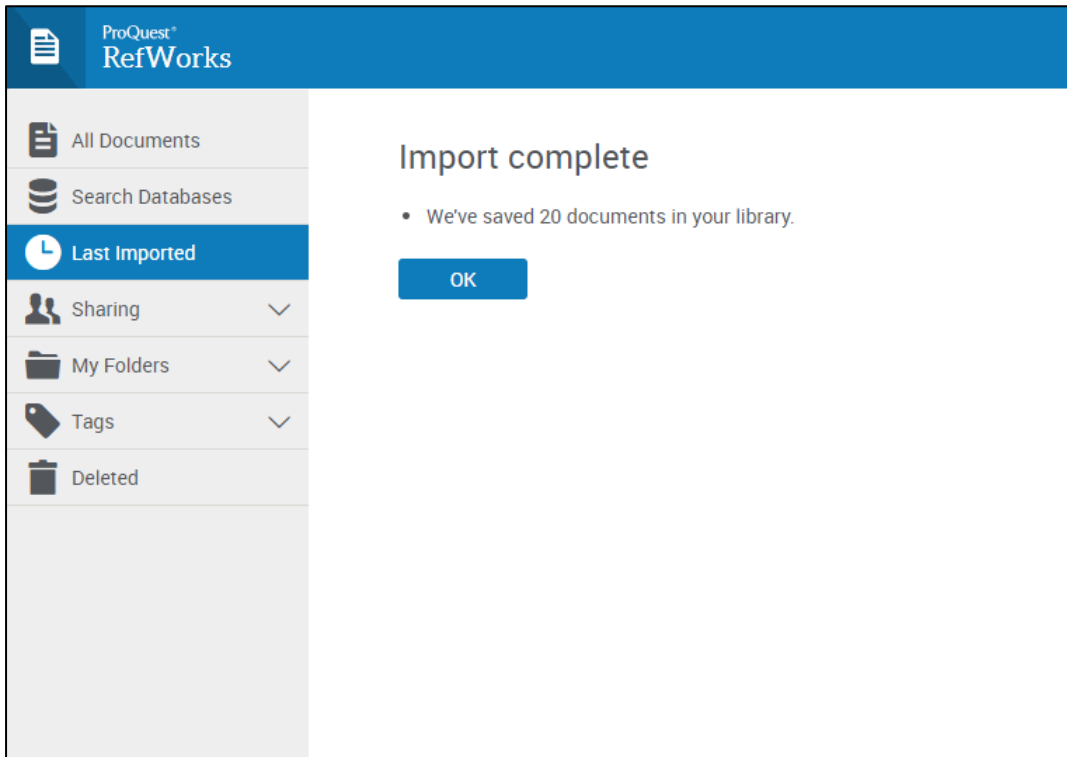 ProQuest®
RefWorks
All Documents
Search Databases
Last Imported
Sharing
My Folders
Tags
Deleted
Import complete
• We've saved 20 documents in your library.
OK